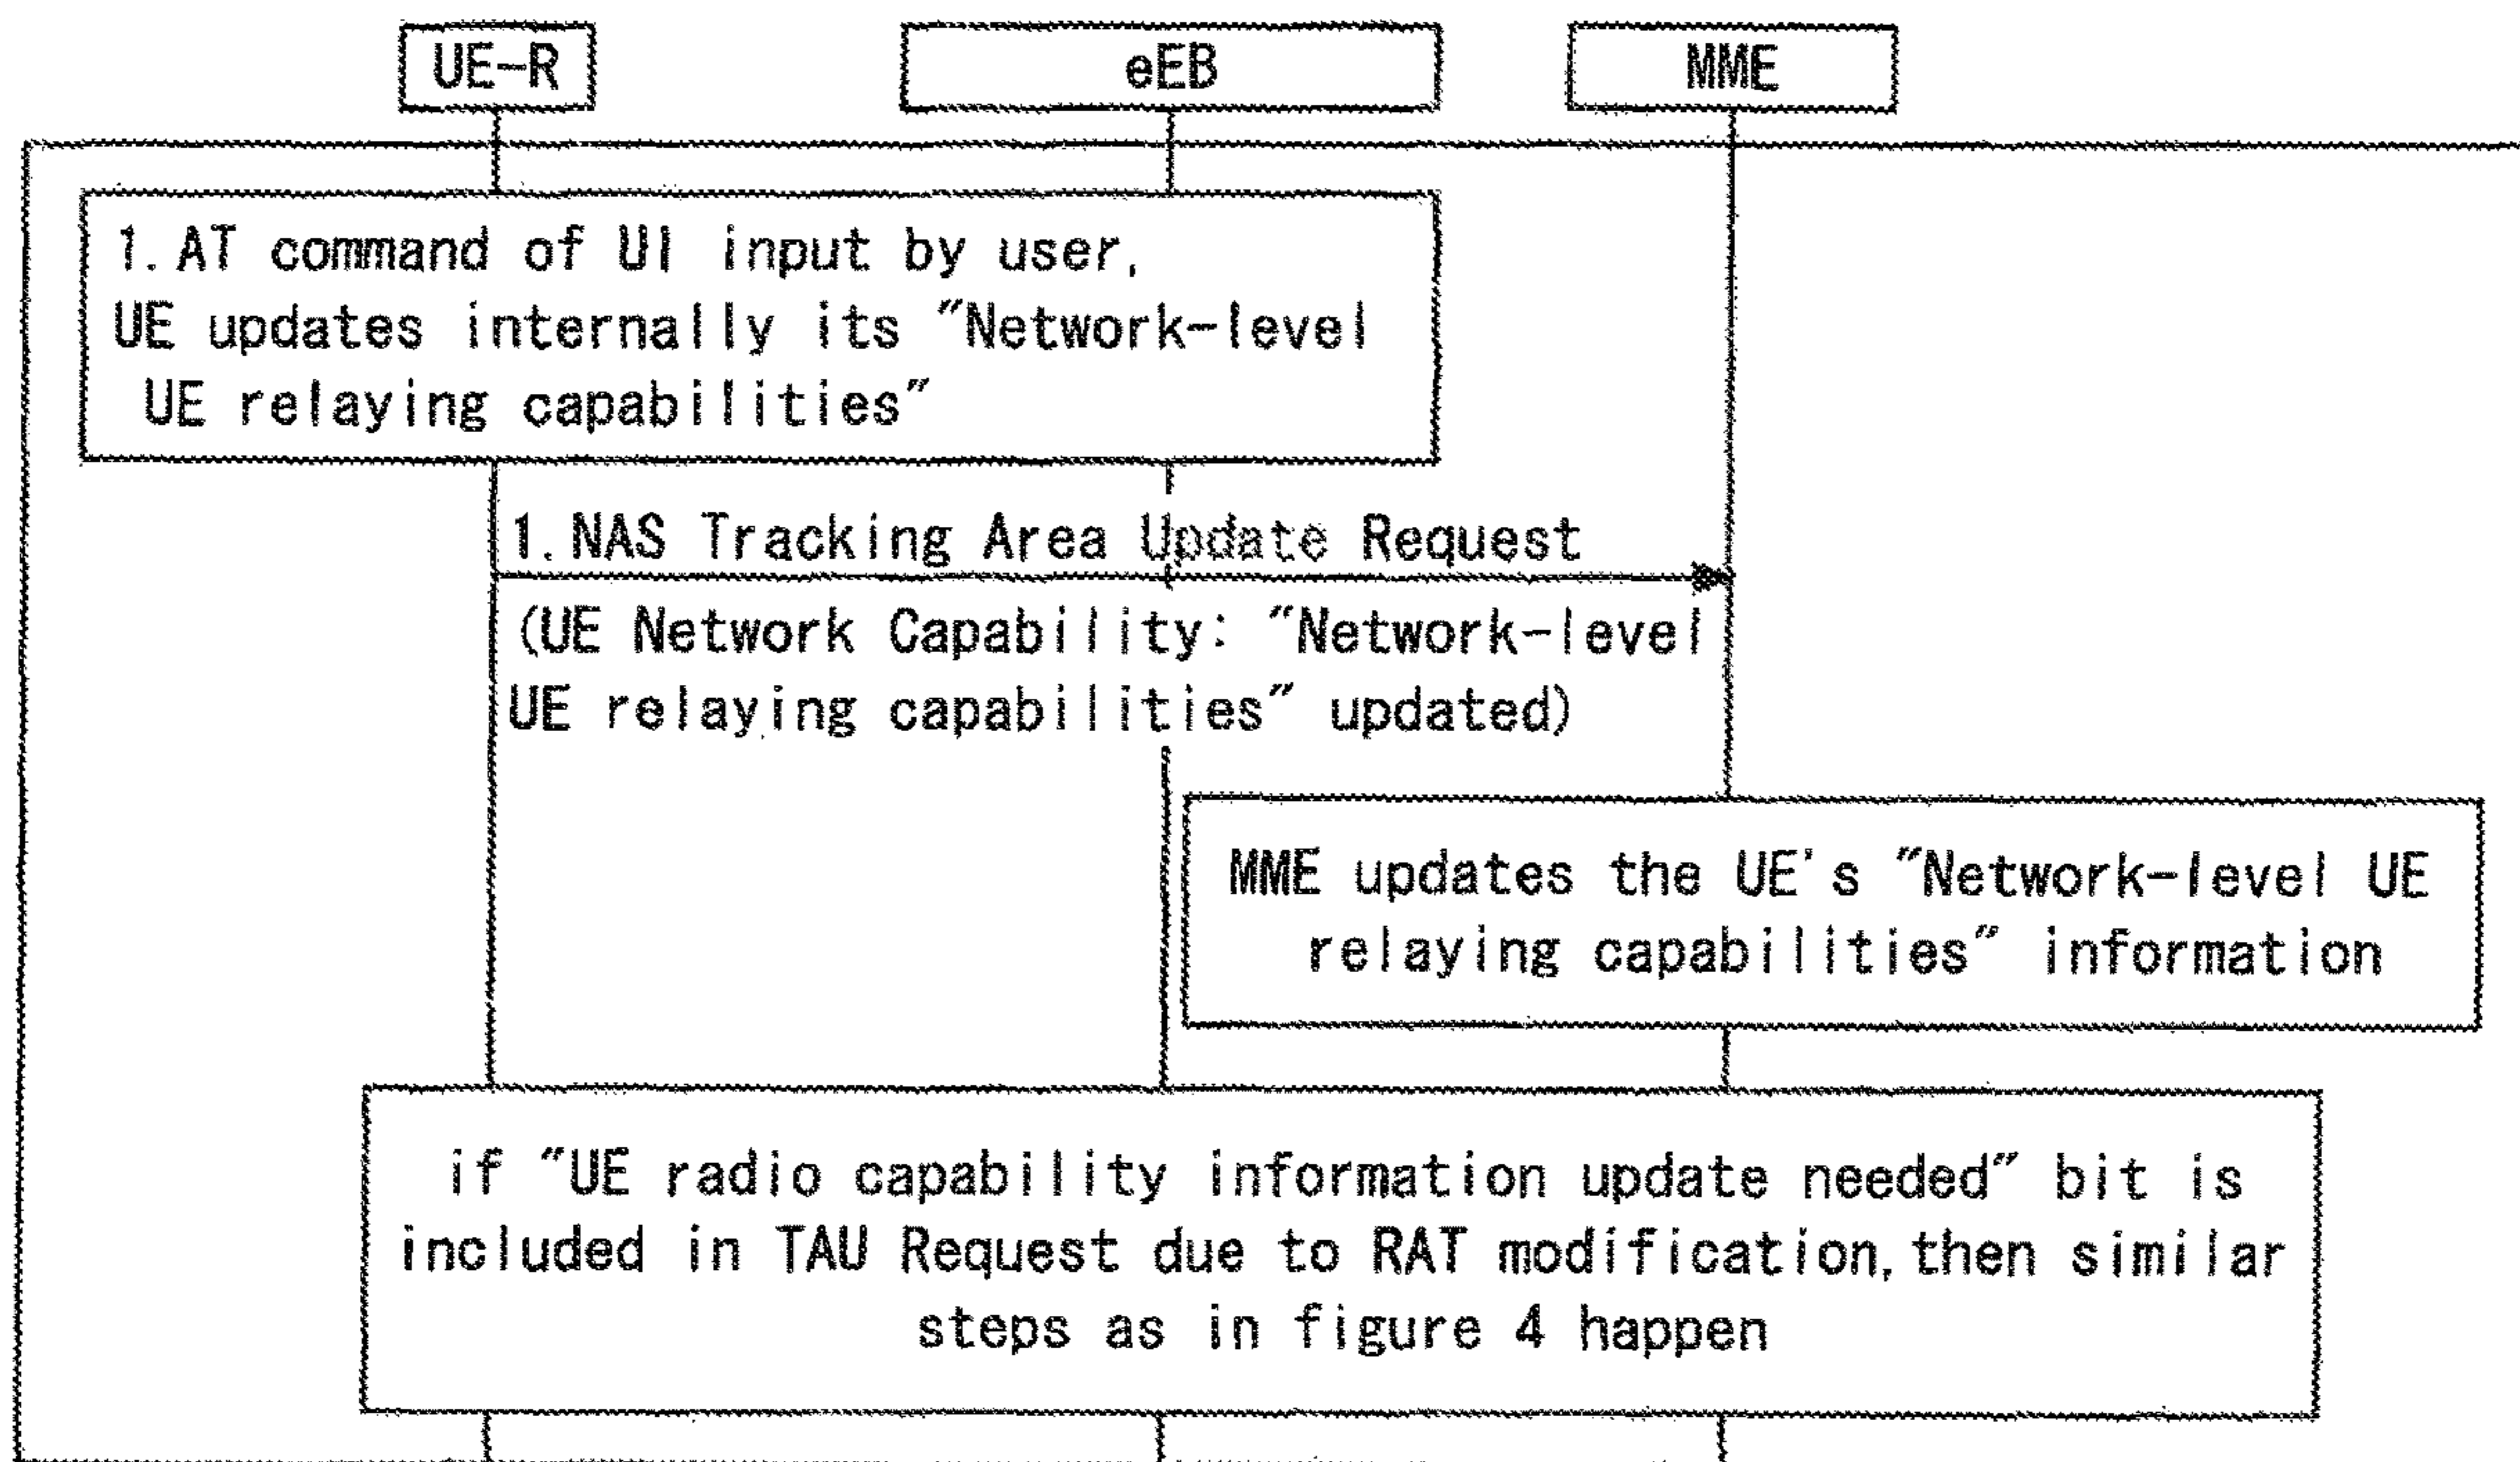 UE-R
eEB
MME
1. AT command of UI input by user,
UE updates internally its "Network-level
UE relaying capabilities"
1. NAS Tracking Area Update Request
(UE Network Capability: "Network-level
UE relaying capabilities" updated)
MME updates the UE's "Network-level UE
relaying capabilities" information
if "UE radio capability information update needed" bit is
included in TAU Request due to RAT modification, then similar
steps as in figure 4 happen